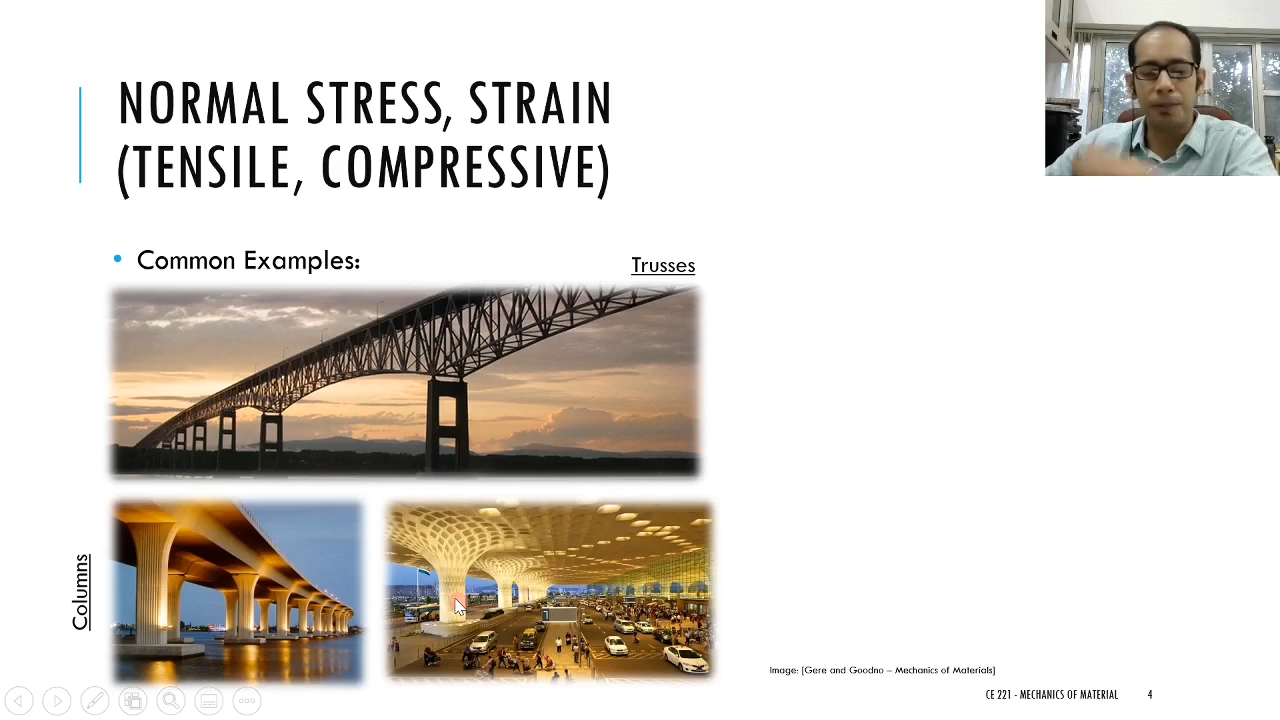 NORMAL STRESS, STRAIN
(TENSILE, COMPRESSIVE)
• Common Examples:
Trusses
Columns
Image: [Gere and Goodno – Mechanics of Materials]
CE 221 - MECHANICS OF MATERIAL 4